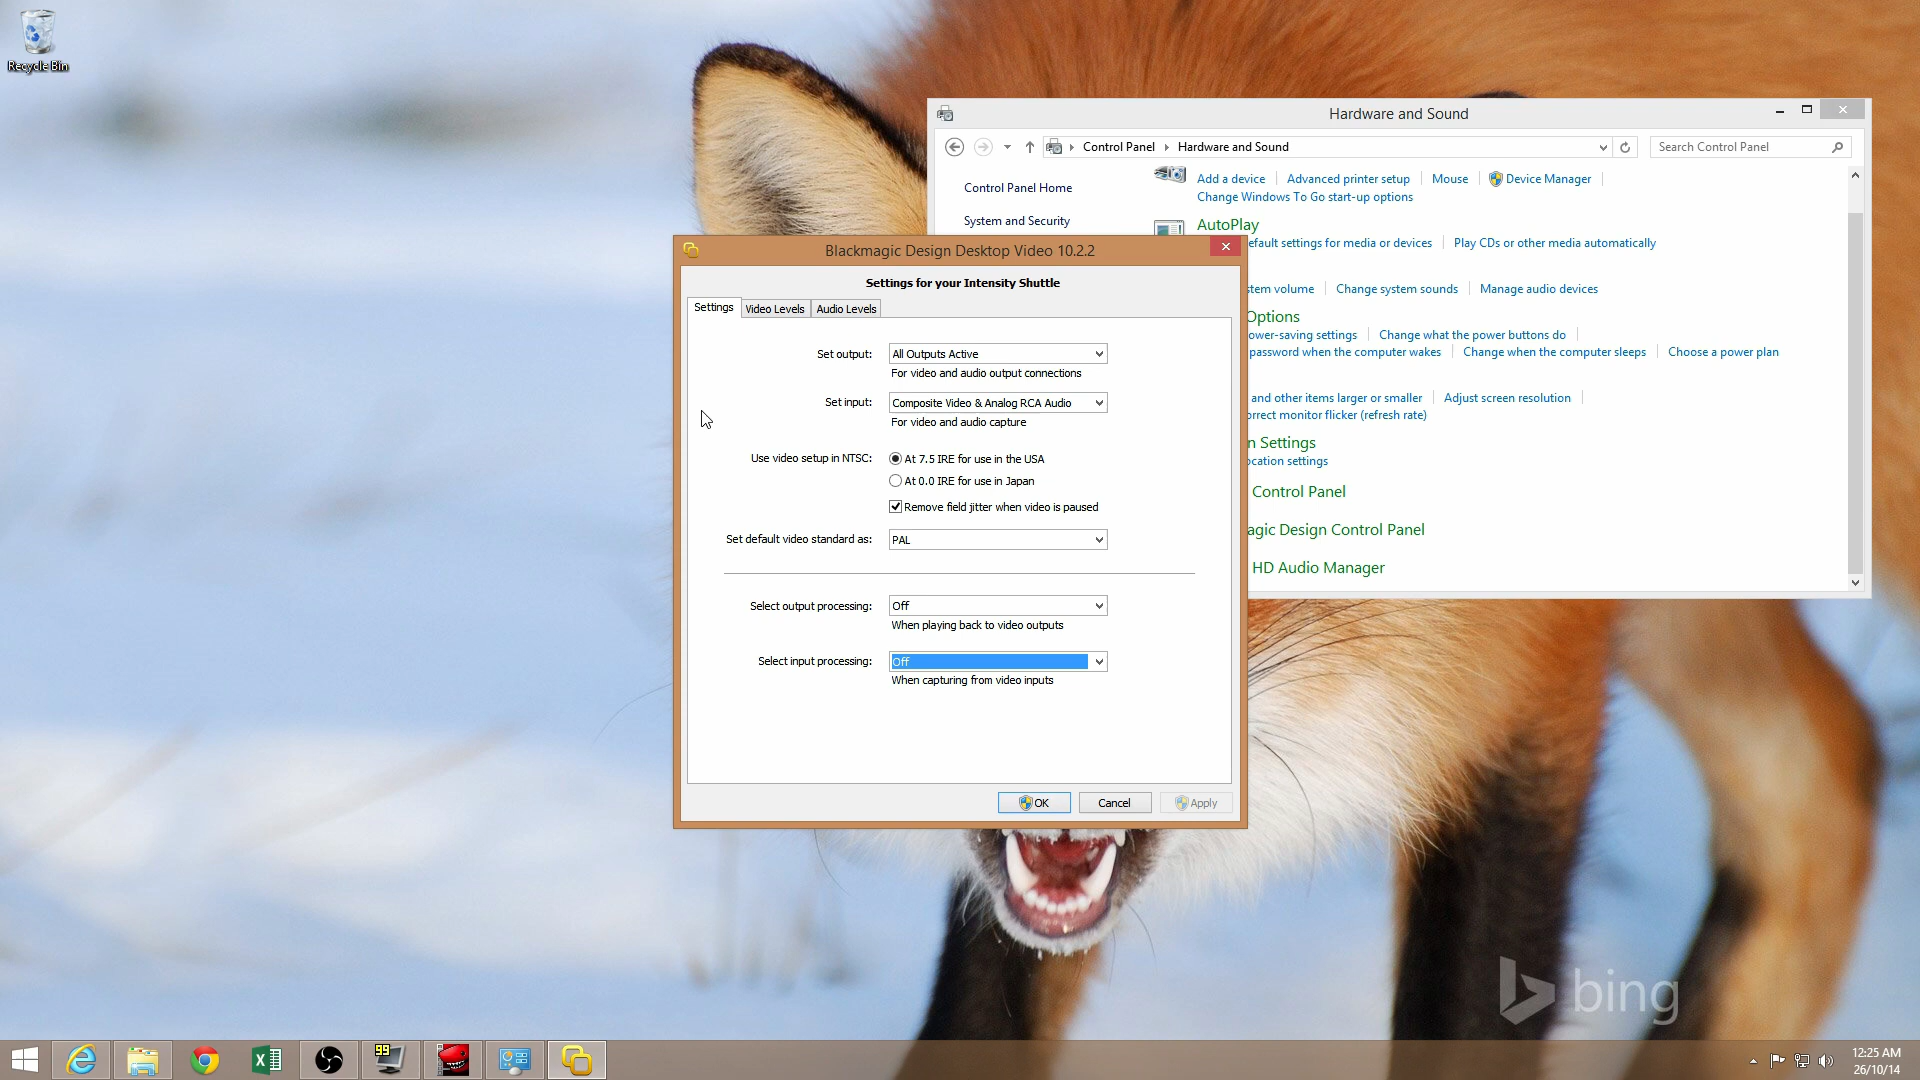 Recycle Bin
Hardware and Sound
Control Panel
Hardware and Sound
Search Control Panel
Control Panel Home
System and Security
Add a device
Advanced printer setup
Mouse
Device Manager
Change Windows To Go start-up options
AutoPlay
efault settings for media or devices
Play CDs or other media automatically
stem volume
Change system sounds
Manage audio devices
Options
ower-saving settings
Change what the power buttons do
password when the computer wakes
Change when the computer sleeps
Choose a power plan
and other items larger or smaller
Adjust screen resolution
orrect monitor flicker (refresh rate)
n Settings
ocation settings
Control Panel
agic Design Control Panel
HD Audio Manager
Blackmagic Design Desktop Video 10.2.2
Settings for your Intensity Shuttle
Settings
Video Levels
Audio Levels
Set output:
All Outputs Active
For video and audio output connections
Set input:
Composite Video & Analog RCA Audio
For video and audio capture
Use video setup in NTSC:
At 7.5 IRE for use in the USA
At 0.0 IRE for use in Japan
Remove field jitter when video is paused
Set default video standard as:
PAL
Select output processing:
Off
When playing back to video outputs
Select input processing:
Off
When capturing from video inputs
OK
Cancel
Apply
bing
99
12:25 AM
26/10/14